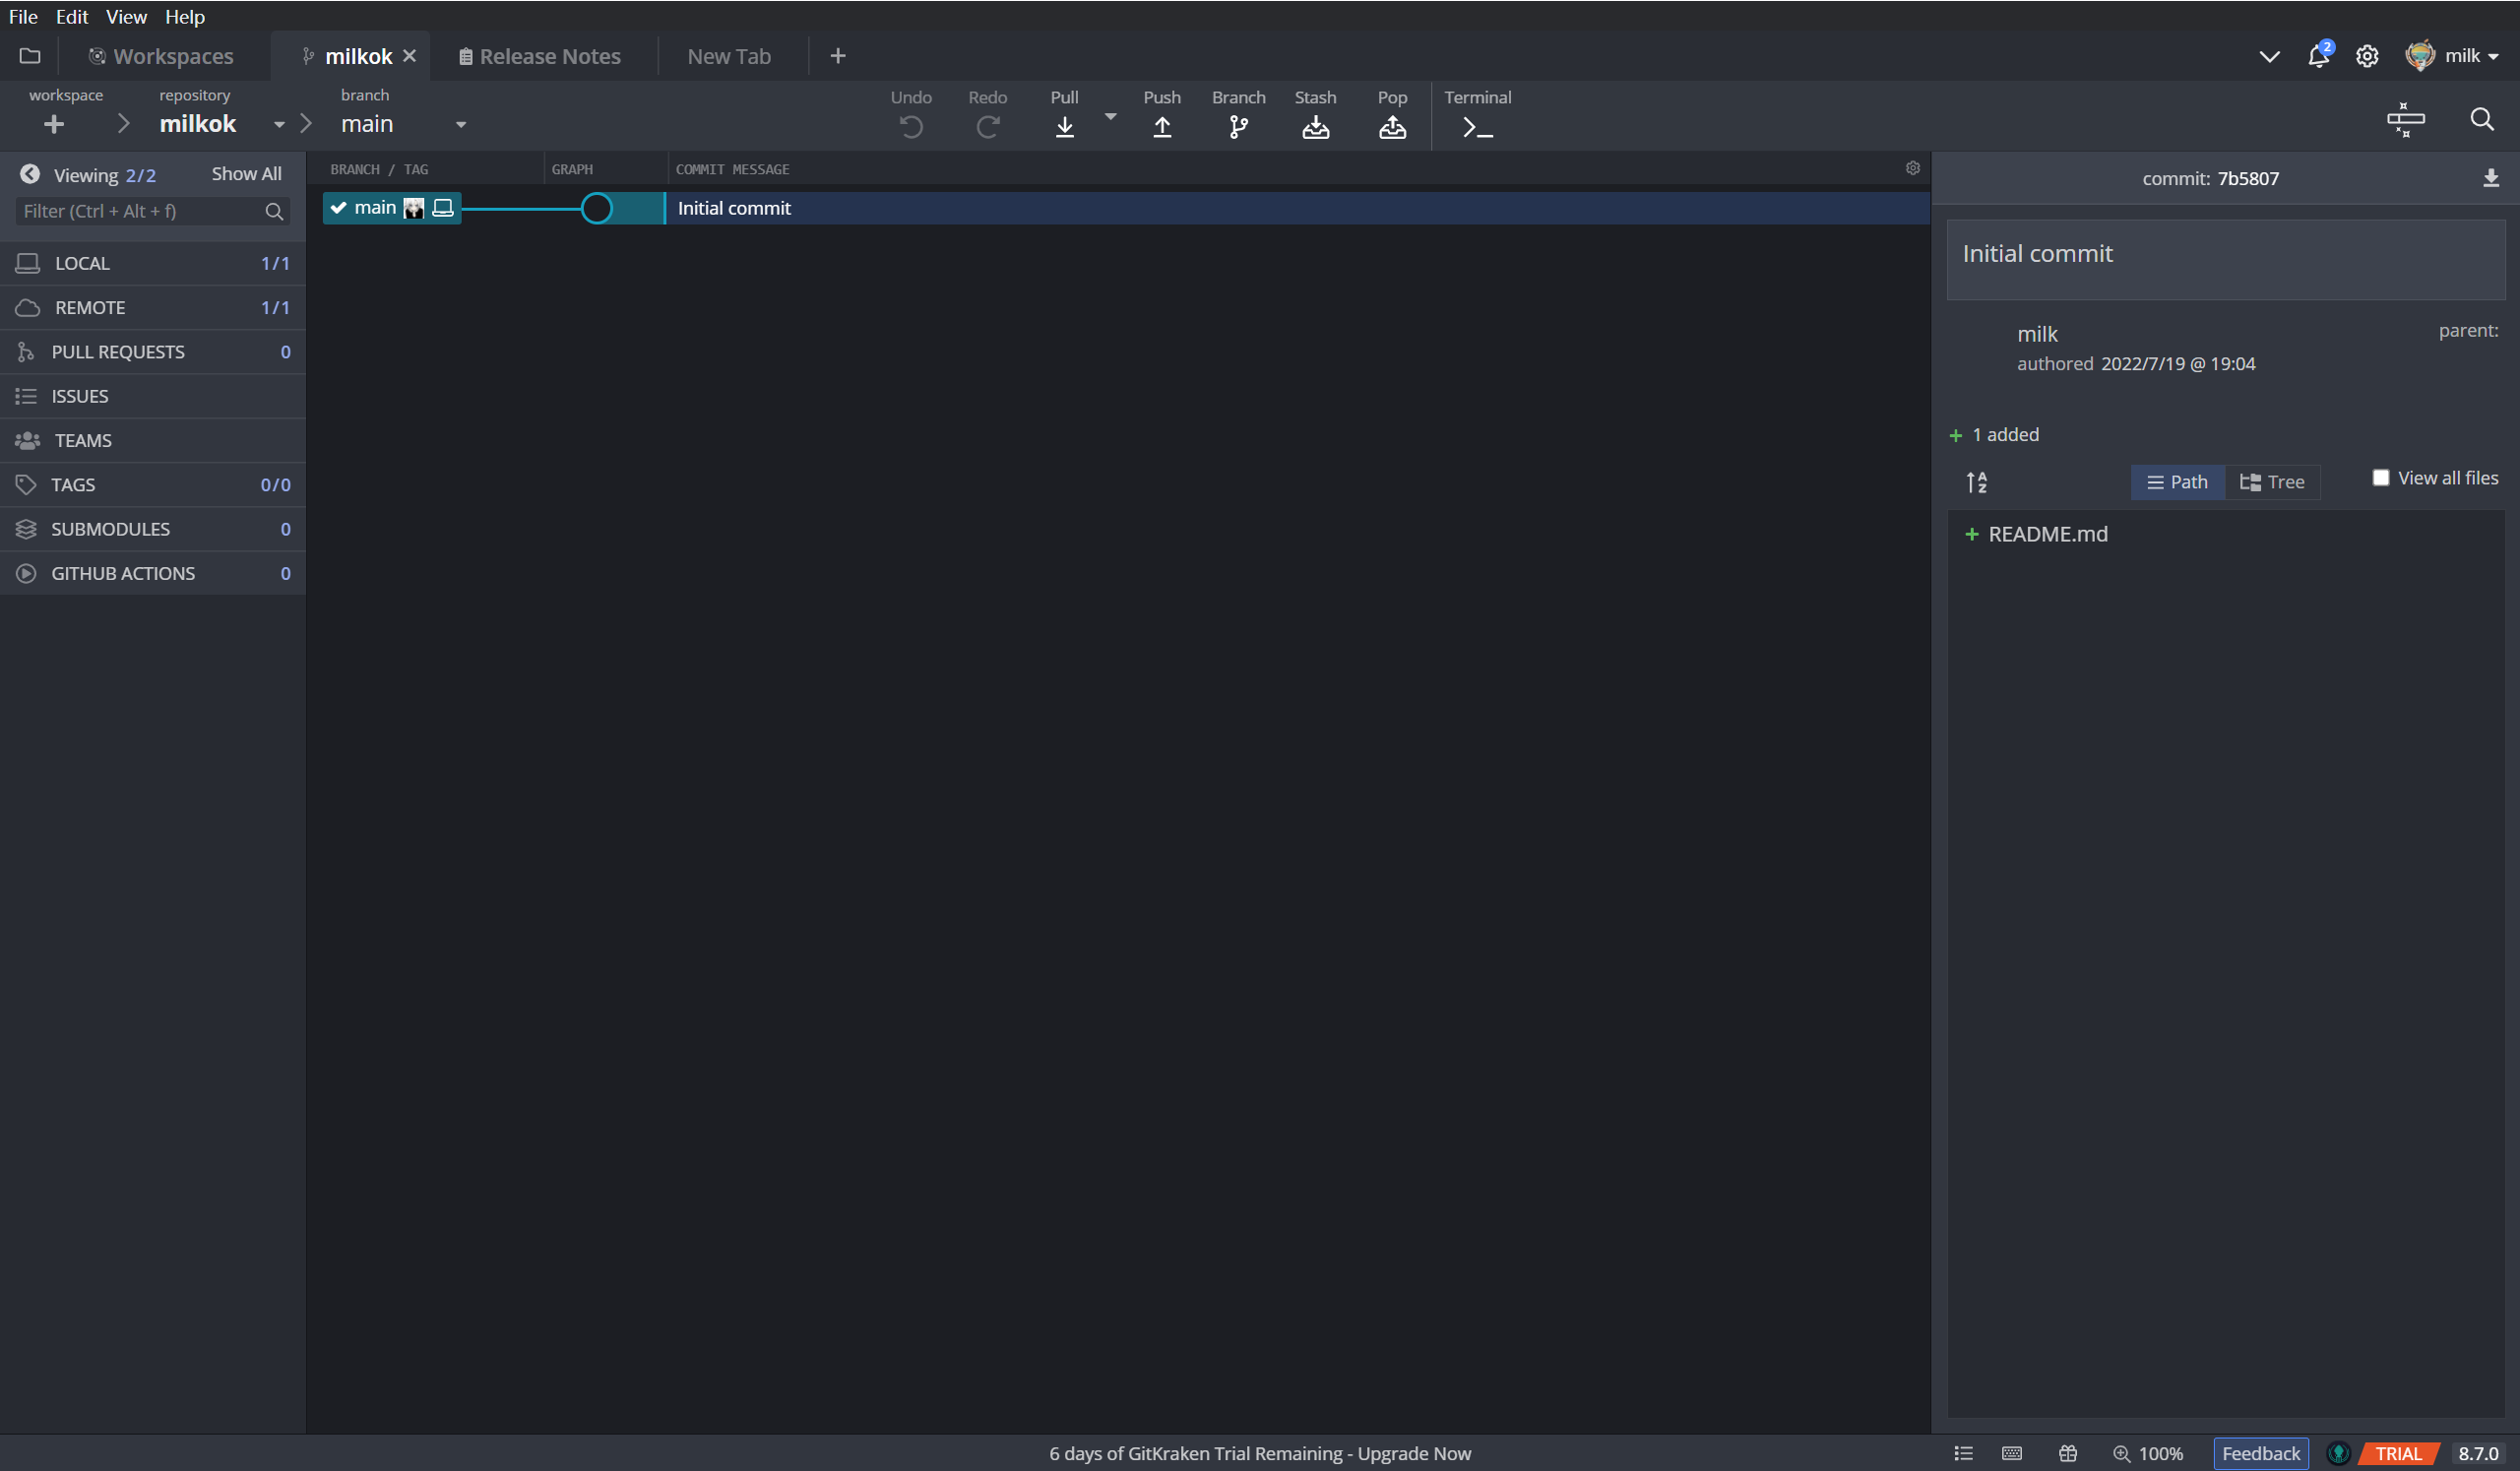 File Edit View Help
Workspaces milkok Release Notes New Tab milk 2
workspace repository branch Undo Redo Pull Push Branch Stash Pop Terminal
milkok main
Viewing 2/2 Show All
Filter (Ctrl + Alt + f)
LOCAL 1/1
REMOTE 1/1
PULL REQUESTS 0
ISSUES
TEAMS
TAGS 0/0
SUBMODULES 0
GITHUB ACTIONS 0
BRANCH / TAG GRAPH COMMIT MESSAGE
main Initial commit
commit: 7b5807
Initial commit
milk parent:
authored 2022/7/19 @ 19:04
1 added
A Z Path Tree View all files
README.md
6 days of GitKraken Trial Remaining - Upgrade Now 100% Feedback TRIAL 8.7.0